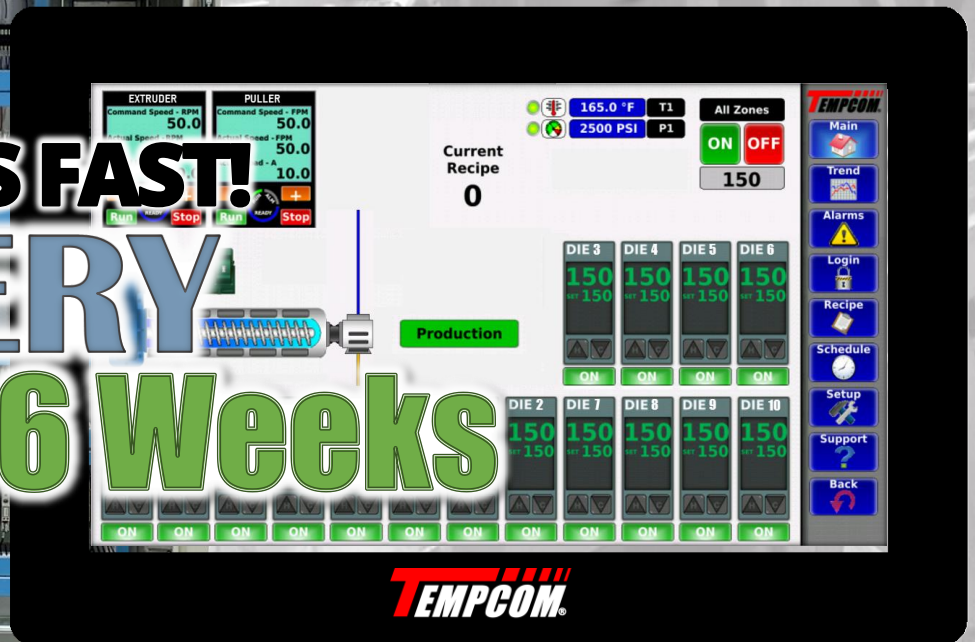 S FAST!
ERY
6 Weeks
EXTRUDER
Command Speed - RPM
50.0
Run
READY
Stop
PULLER
Command Speed - FPM
50.0
Actual Speed - FPM
50.0
10.0
+
Run
READY
Stop
Current
Recipe
0
165.0 °F T1
2500 PSI P1
All Zones
ON OFF
150
Production
DIE 3 DIE 4 DIE 5 DIE 6
150 150 150 150
SET 150 SET 150 SET 150 SET 150
ON ON ON ON
DIE 2 DIE 7 DIE 8 DIE 9 DIE 10
150 150 150 150 150
SET 150 SET 150 SET 150 SET 150 SET 150
ON ON ON ON ON ON ON ON ON ON ON ON
TEMPCOM
Main
Trend
Alarms
Login
Recipe
Schedule
Setup
Support
Back
TEMPCOM®